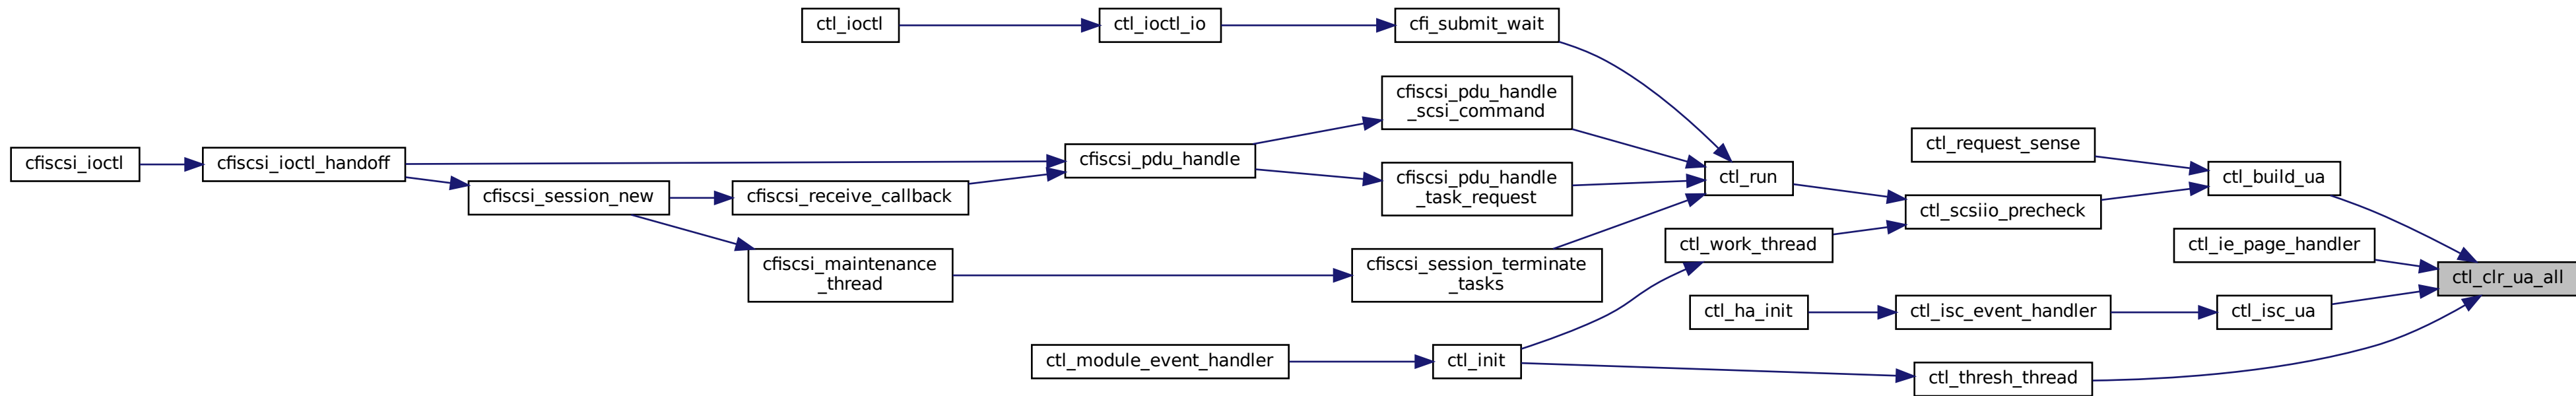 ctl_ioctl
ctl_ioctl_io
cfi_submit_wait
cfiscsi_pdu_handle
_scsi_command
ctl_request_sense
cfiscsi_ioctl
cfiscsi_ioctl_handoff
cfiscsi_pdu_handle
ctl_run
ctl_build_ua
cfiscsi_session_new
cfiscsi_receive_callback
cfiscsi_pdu_handle
_task_request
ctl_scsiio_precheck
ctl_work_thread
ctl_ie_page_handler
cfiscsi_maintenance
_thread
cfiscsi_session_terminate
_tasks
ctl_clr_ua_all
ctl_ha_init
ctl_isc_event_handler
ctl_isc_ua
ctl_module_event_handler
ctl_init
ctl_thresh_thread